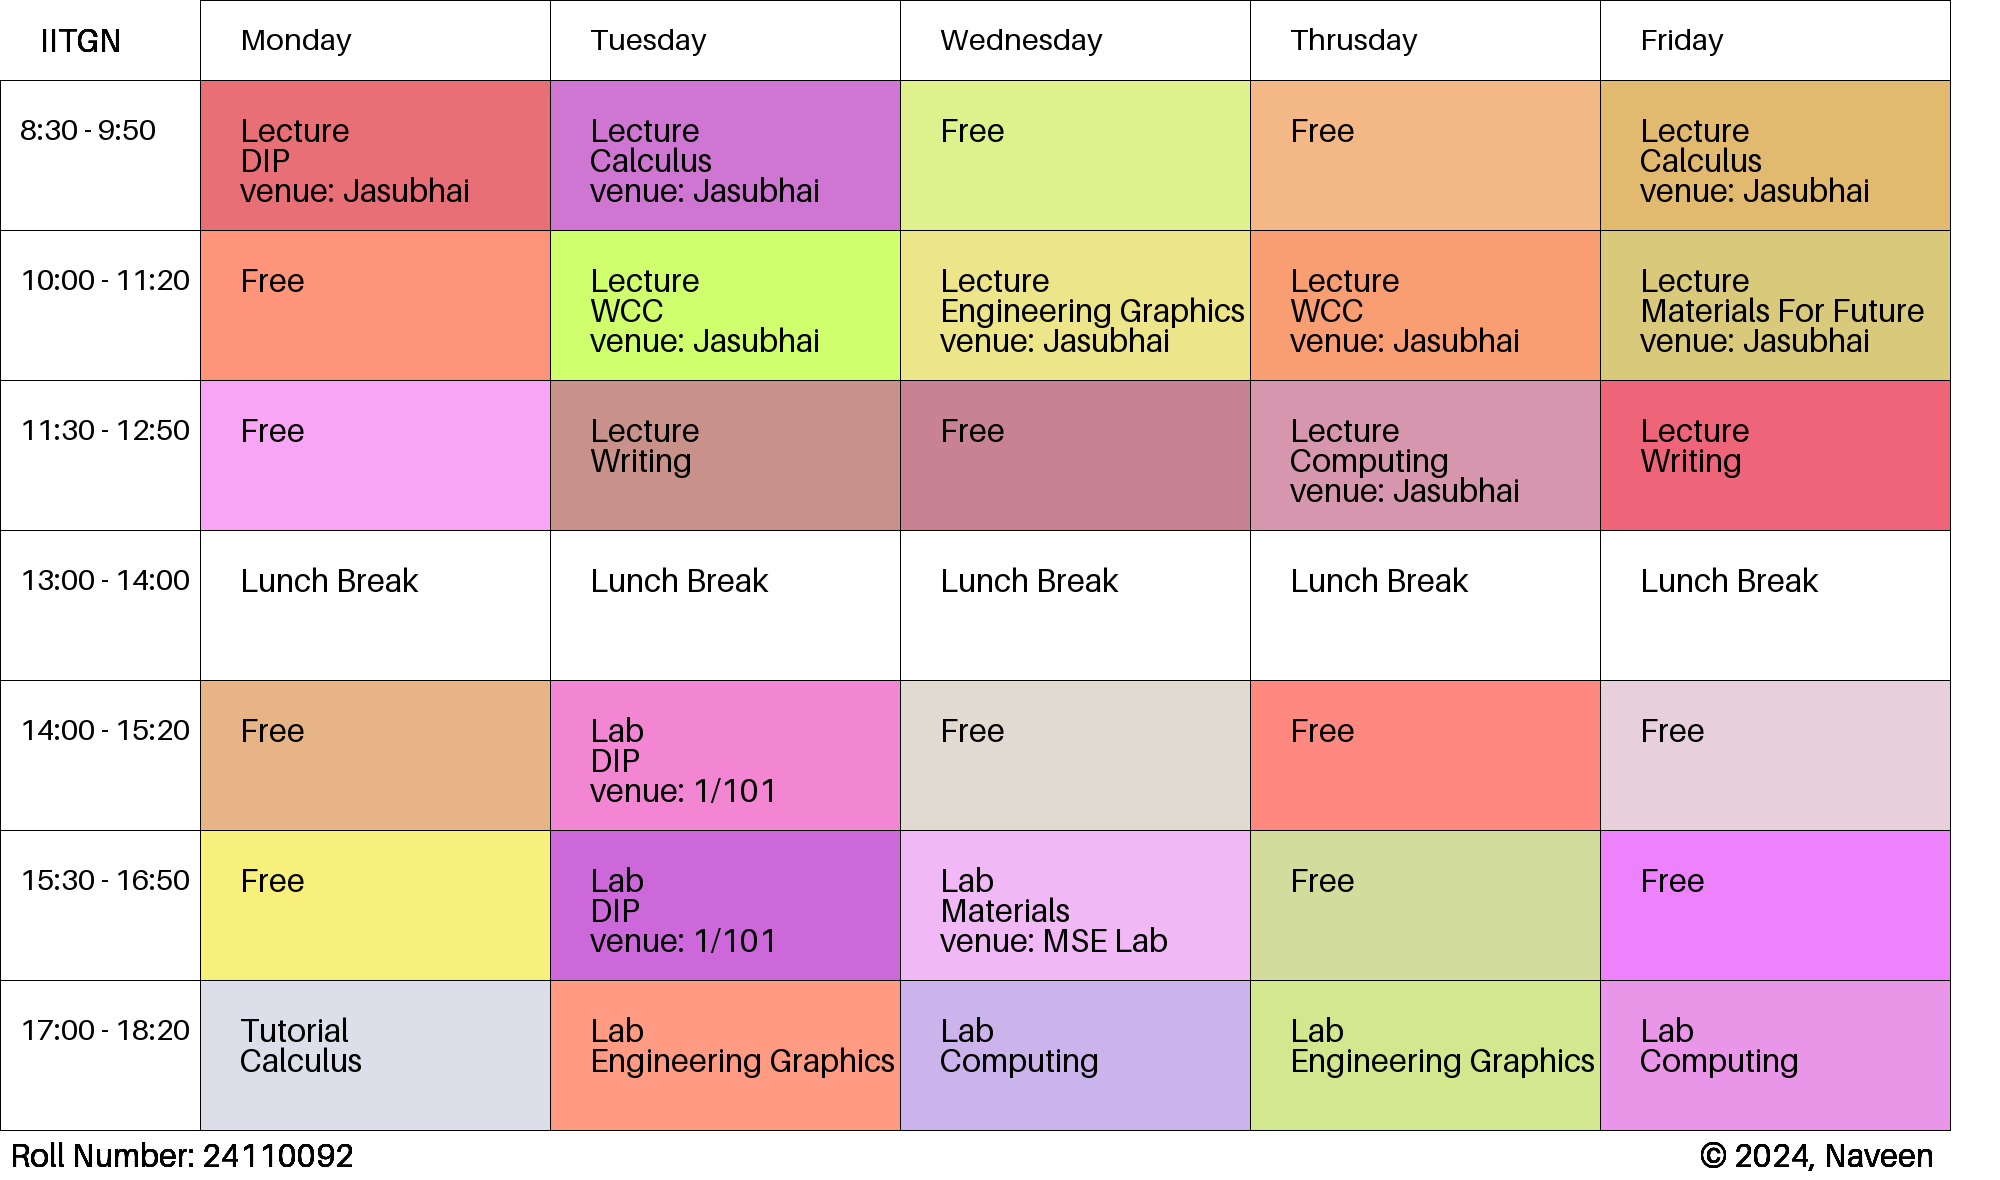 IITGN
Monday
Tuesday
Wednesday
Thrusday
Friday
8:30 - 9:50
Lecture
DIP
venue: Jasubhai
Lecture
Calculus
venue: Jasubhai
Free
Free
Lecture
Calculus
venue: Jasubhai
10:00 - 11:20
Free
Lecture
WCC
venue: Jasubhai
Lecture
Engineering Graphics
venue: Jasubhai
Lecture
WCC
venue: Jasubhai
Lecture
Materials For Future
venue: Jasubhai
11:30 - 12:50
Free
Lecture
Writing
Free
Lecture
Computing
venue: Jasubhai
Lecture
Writing
13:00 - 14:00
Lunch Break
Lunch Break
Lunch Break
Lunch Break
Lunch Break
14:00 - 15:20
Free
Lab
DIP
venue: 1/101
Free
Free
Free
15:30 - 16:50
Free
Lab
DIP
venue: 1/101
Lab
Materials
venue: MSE Lab
Free
Free
17:00 - 18:20
Tutorial
Calculus
Lab
Engineering Graphics
Lab
Computing
Lab
Engineering Graphics
Lab
Computing
Roll Number: 24110092
© 2024, Naveen